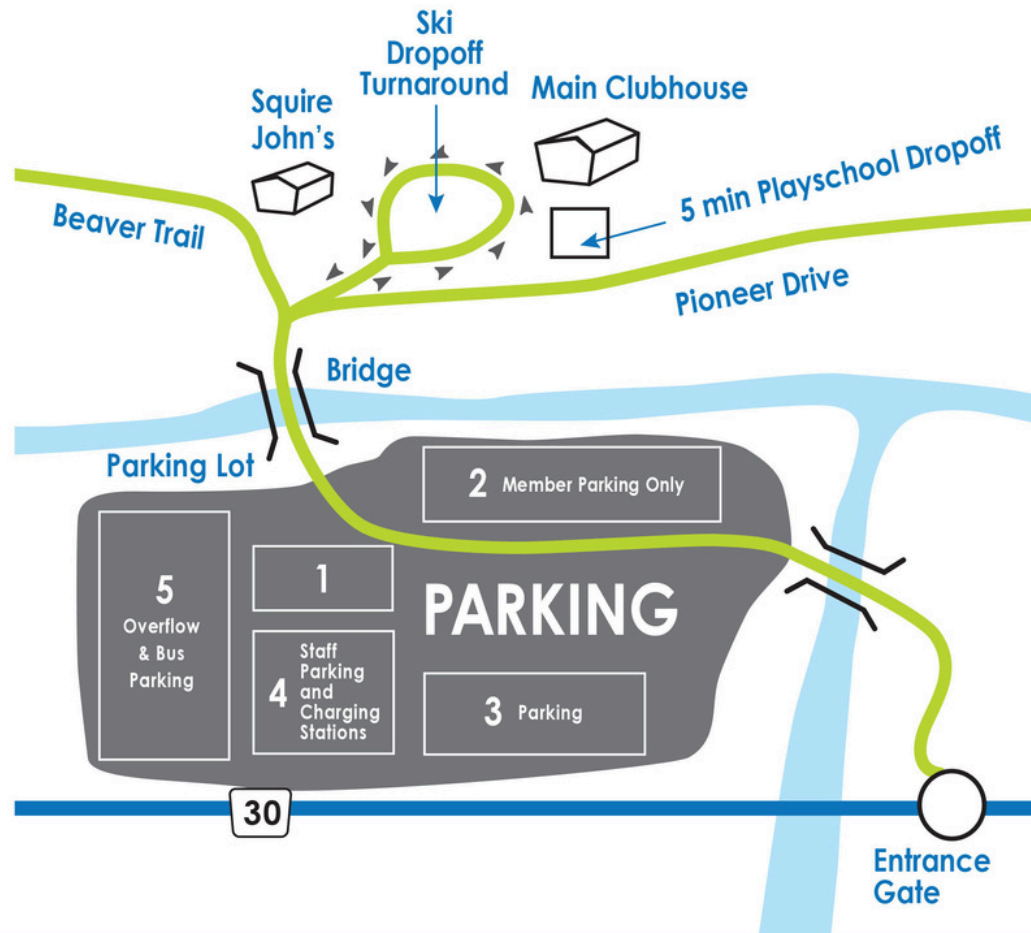 Ski
Dropoff
Turnaround
Main Clubhouse
Squire
John's
5 min Playschool Dropoff
Beaver Trail
Pioneer Drive
Bridge
Parking Lot
2 Member Parking Only
1
PARKING
5
Overflow
& Bus
Parking
4
Staff
Parking
and
Charging
Stations
3 Parking
30
Entrance
Gate